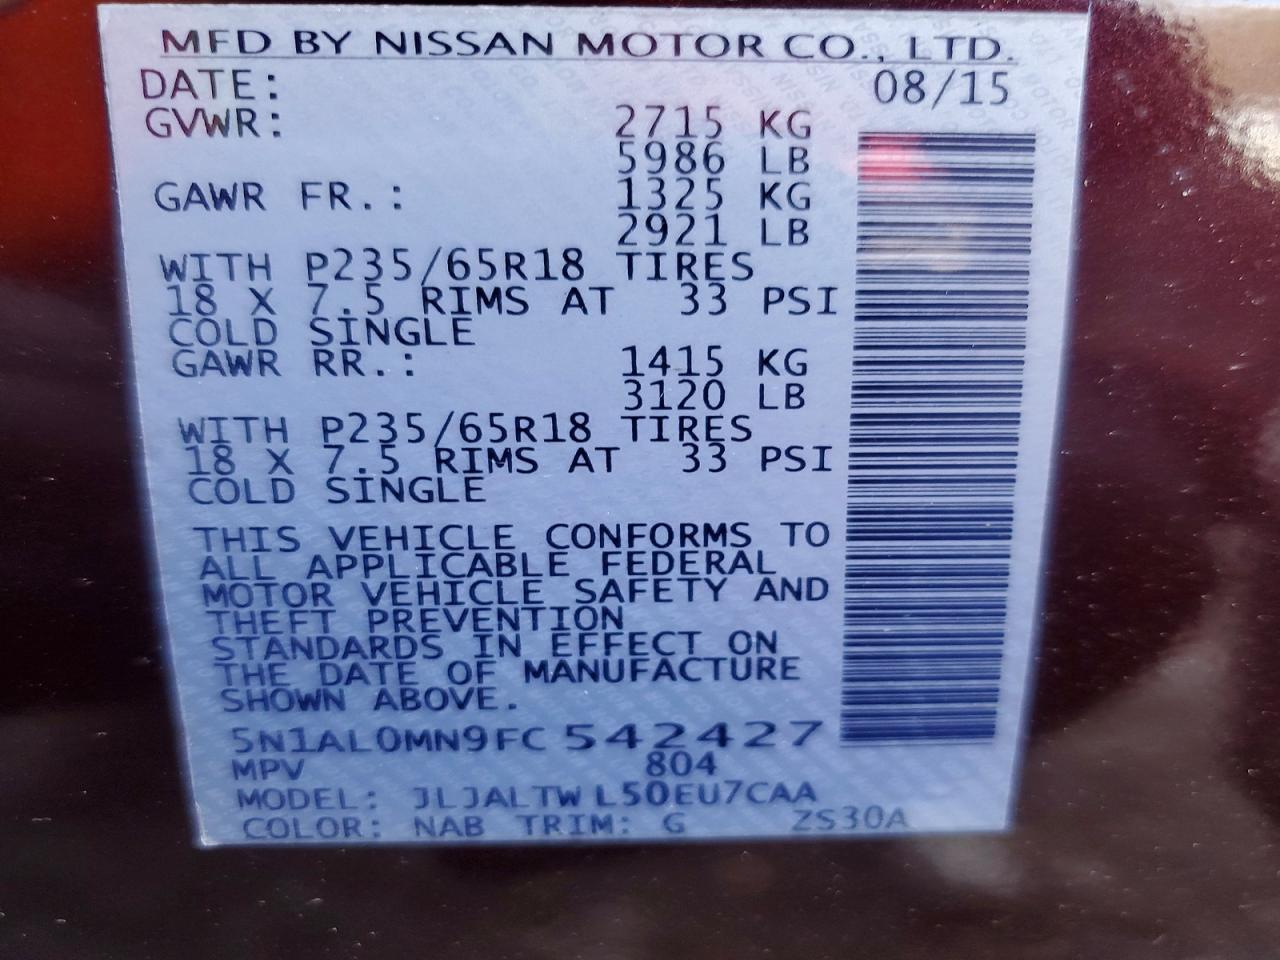 MFD BY NISSAN MOTOR CO., LTD.
DATE: 08/15
GVWR: 2715 KG
5986 LB
GAWR FR.: 1325 KG
2921 LB
WITH P235/65R18 TIRES
18 X 7.5 RIMS AT 33 PSI
COLD SINGLE
GAWR RR.: 1415 KG
3120 LB
WITH P235/65R18 TIRES
18 X 7.5 RIMS AT 33 PSI
COLD SINGLE
THIS VEHICLE CONFORMS TO
ALL APPLICABLE FEDERAL
MOTOR VEHICLE SAFETY AND
THEFT PREVENTION
STANDARDS IN EFFECT ON
THE DATE OF MANUFACTURE
SHOWN ABOVE.
5N1AL0MN9FC 542427
MPV 804
MODEL: JLJALTW L50EU7CAA
COLOR: NAB TRIM: G ZS30A